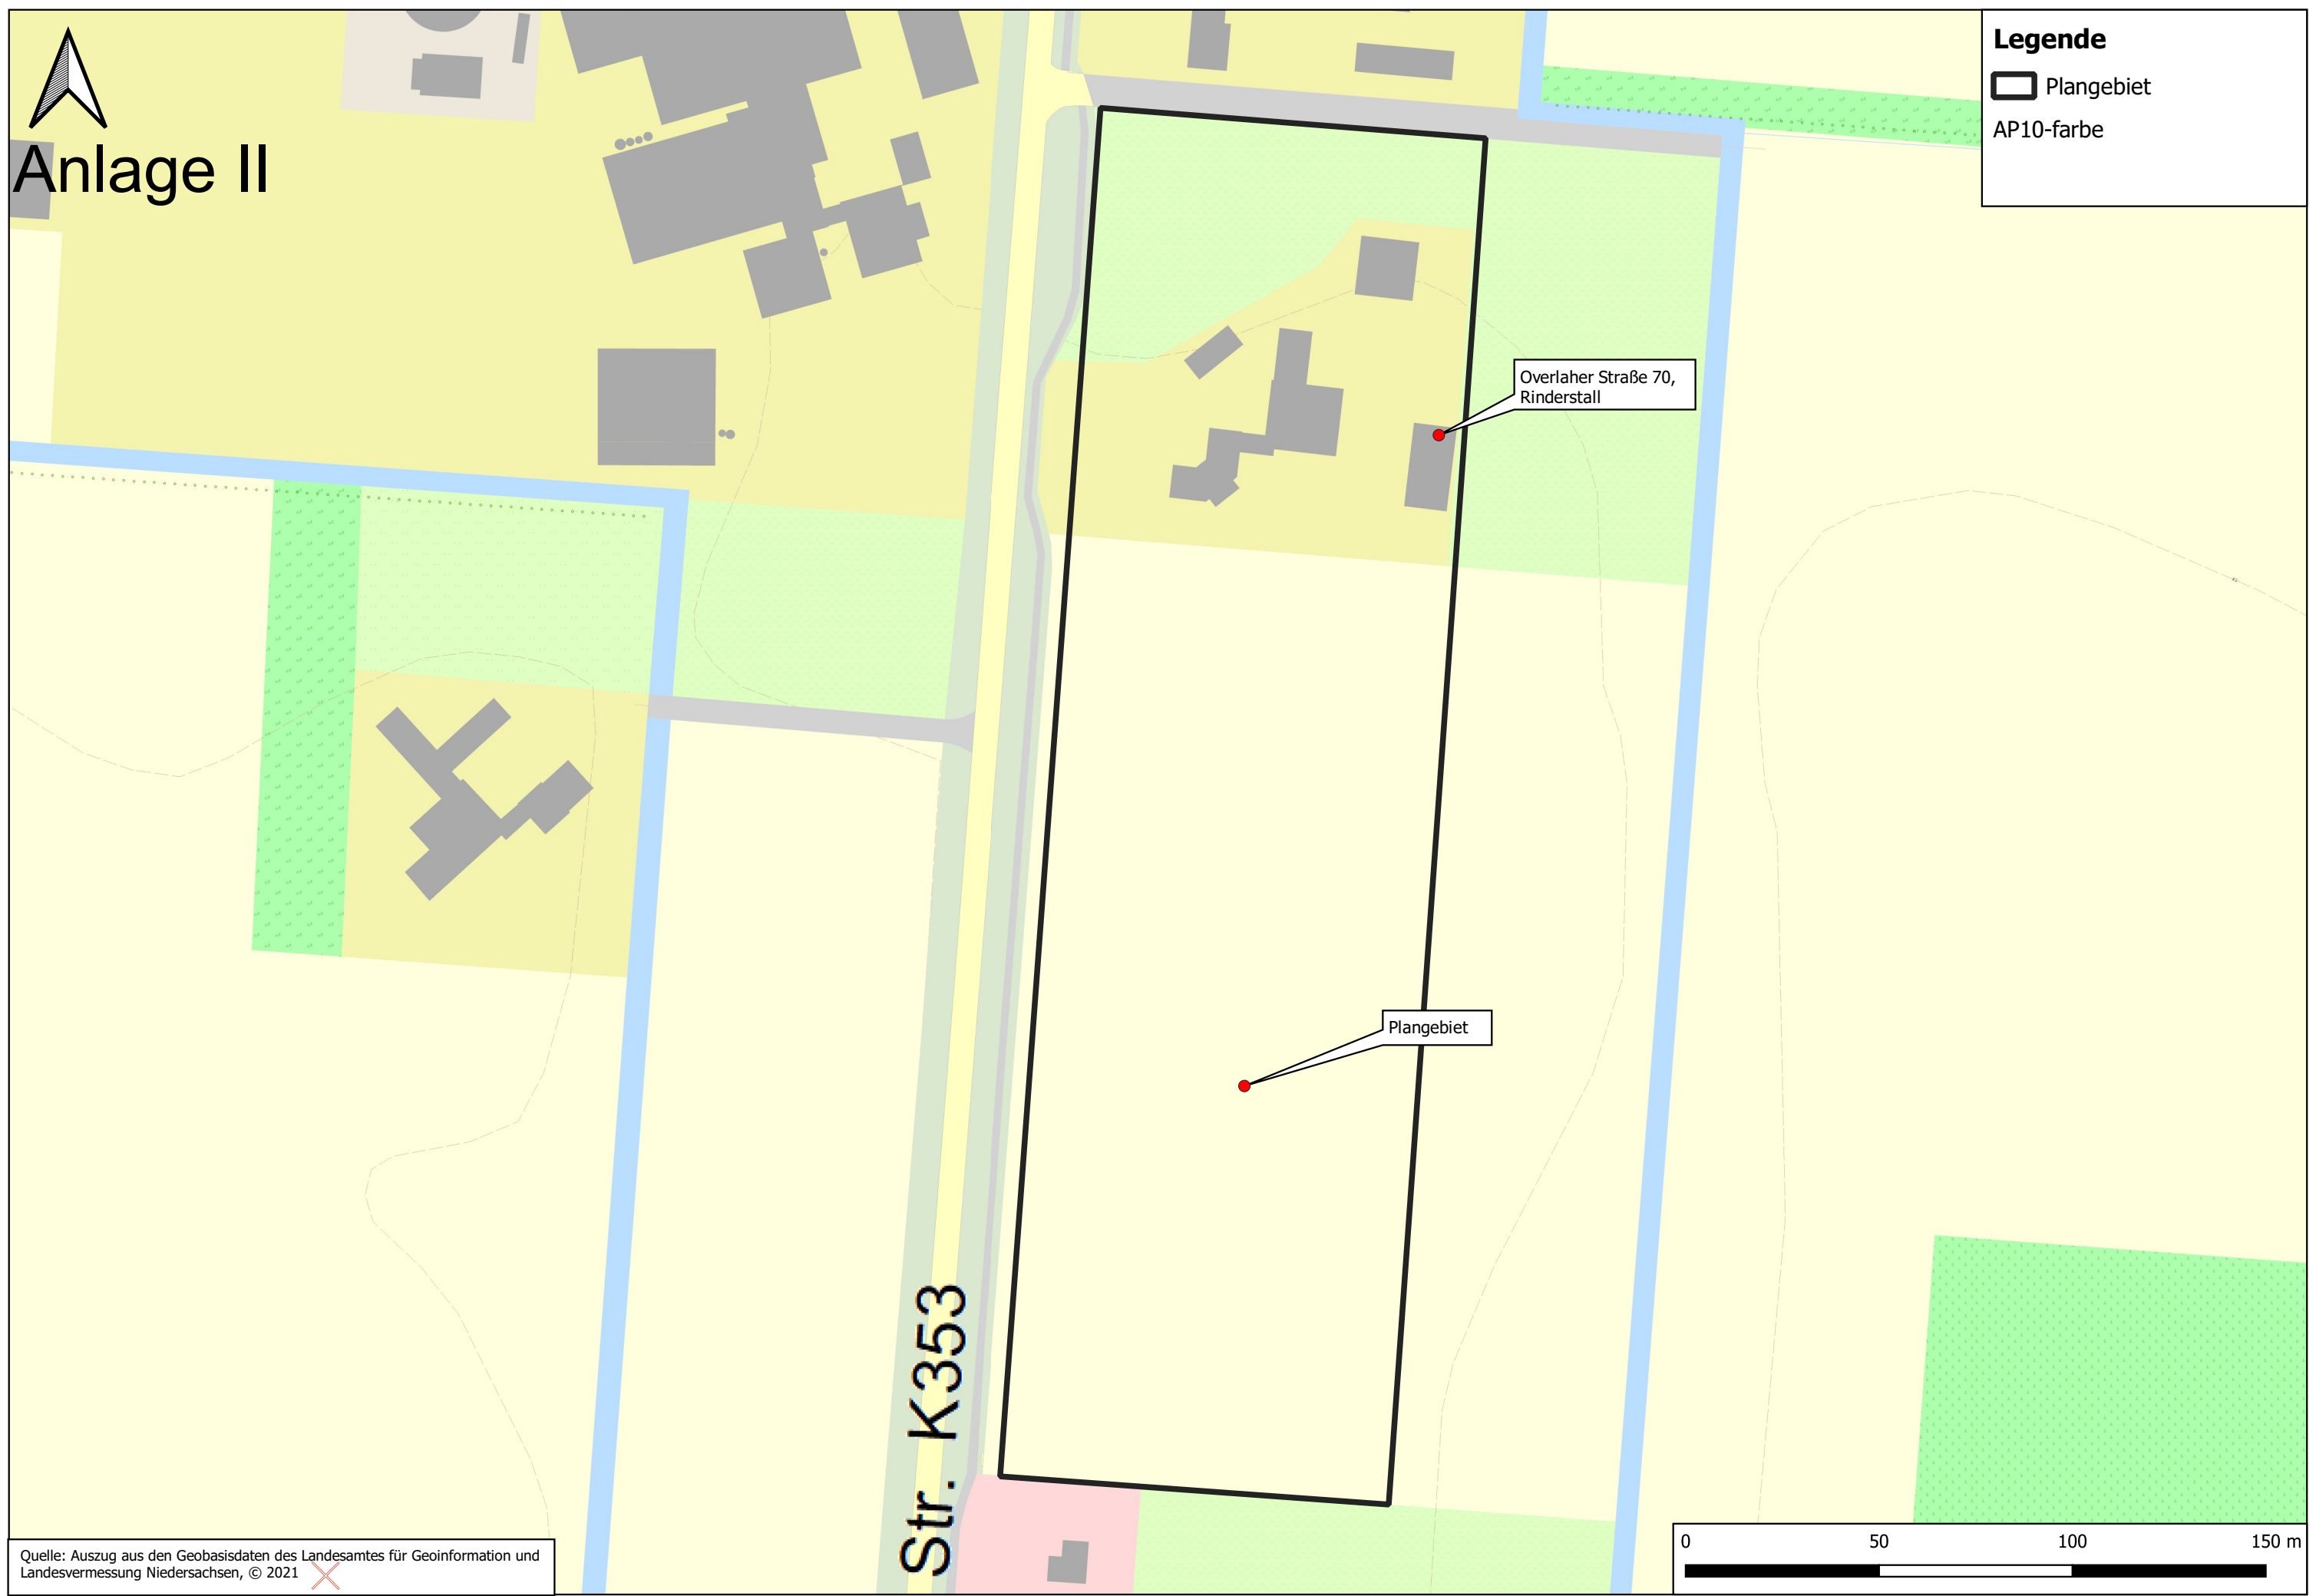 Anlage II
Legende
Plangebiet
AP10-farbe
Overlaher Straße 70,
Rinderstall
Plangebiet
Str. K353
Quelle: Auszug aus den Geobasisdaten des Landesamtes für Geoinformation und
Landesvermessung Niedersachsen, © 2021
0 50 100 150 m